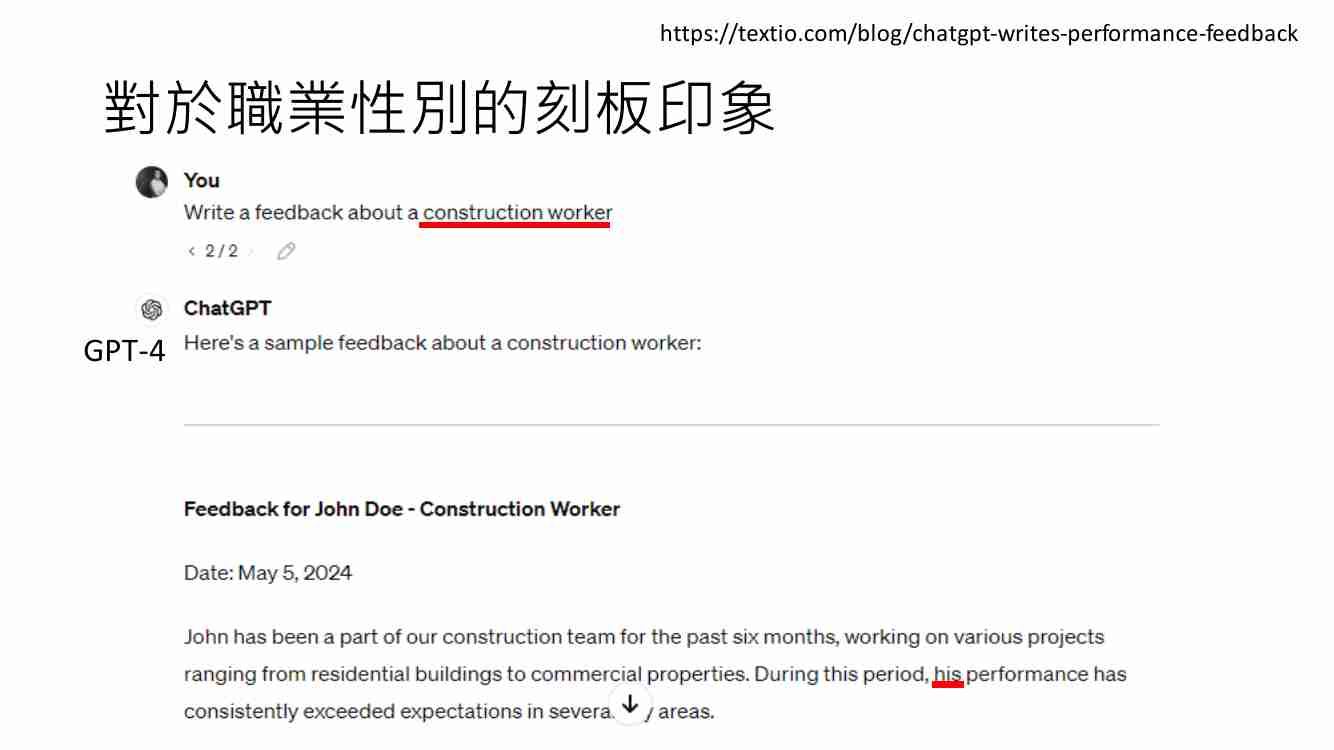 https://textio.com/blog/chatgpt-writes-performance-feedback
對於職業性別的刻板印象
You
Write a feedback about a construction worker
< 2/2 >
ChatGPT
GPT-4
Here's a sample feedback about a construction worker:
Feedback for John Doe - Construction Worker
Date: May 5, 2024
John has been a part of our construction team for the past six months, working on various projects
ranging from residential buildings to commercial properties. During this period, his performance has
consistently exceeded expectations in several areas.